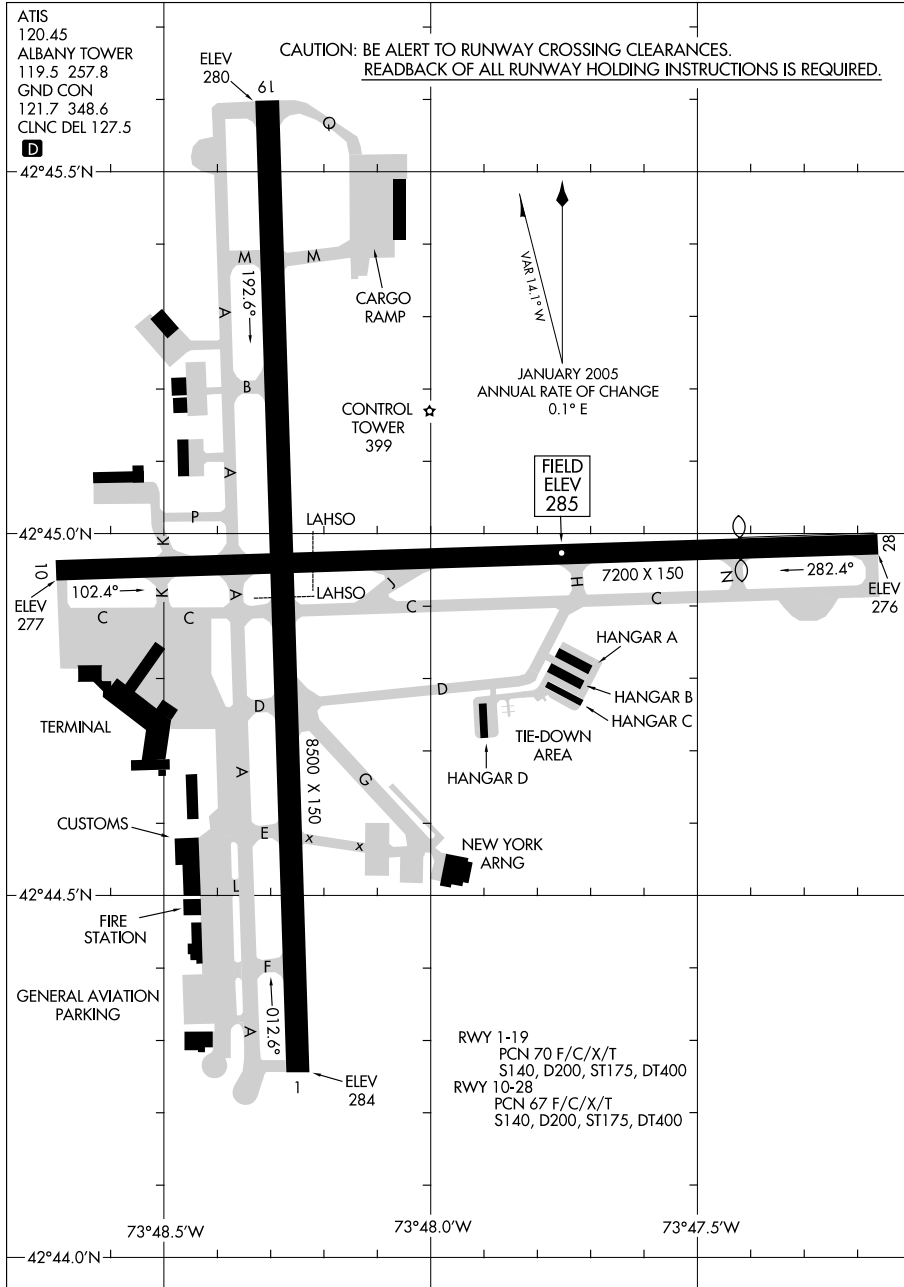 ATIS
120.45
ALBANY TOWER
119.5 257.8
GND CON
121.7 348.6
CLNC DEL 127.5
D
CAUTION: BE ALERT TO RUNWAY CROSSING CLEARANCES.
READBACK OF ALL RUNWAY HOLDING INSTRUCTIONS IS REQUIRED.
ELEV
280
19
Q
42°45.5'N
M
M
192.6°
A
CARGO
RAMP
VAR 14.1° W
JANUARY 2005
ANNUAL RATE OF CHANGE
0.1° E
B
CONTROL
TOWER
399
A
FIELD
ELEV
285
P
LAHSO
42°45.0'N
K
10
28
ELEV
277
102.4°
K
A
LAHSO
J
H
7200 X 150
N
282.4°
ELEV
276
C
C
C
C
HANGAR A
HANGAR B
HANGAR C
TERMINAL
D
D
TIE-DOWN
AREA
HANGAR D
A
8500 X 150
G
CUSTOMS
E
x
x
NEW YORK
ARNG
L
42°44.5'N
FIRE
STATION
F
GENERAL AVIATION
PARKING
A
012.6°
1
ELEV
284
RWY 1-19
PCN 70 F/C/X/T
S140, D200, ST175, DT400
RWY 10-28
PCN 67 F/C/X/T
S140, D200, ST175, DT400
73°48.5'W
73°48.0'W
73°47.5'W
42°44.0'N